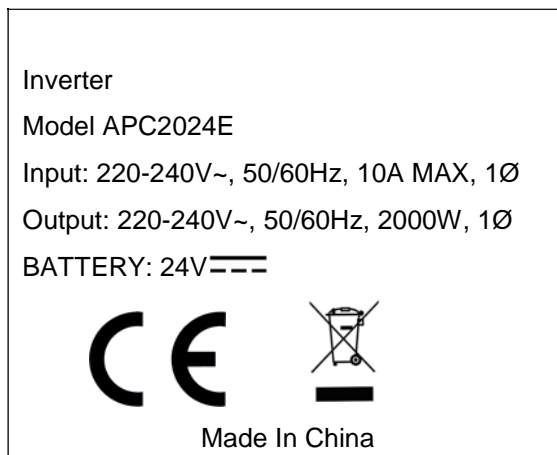 Inverter
Model APC2024E
Input: 220-240V~, 50/60Hz, 10A MAX, 1Ø
Output: 220-240V~, 50/60Hz, 2000W, 1Ø
BATTERY: 24V⎓
CE
Made In China